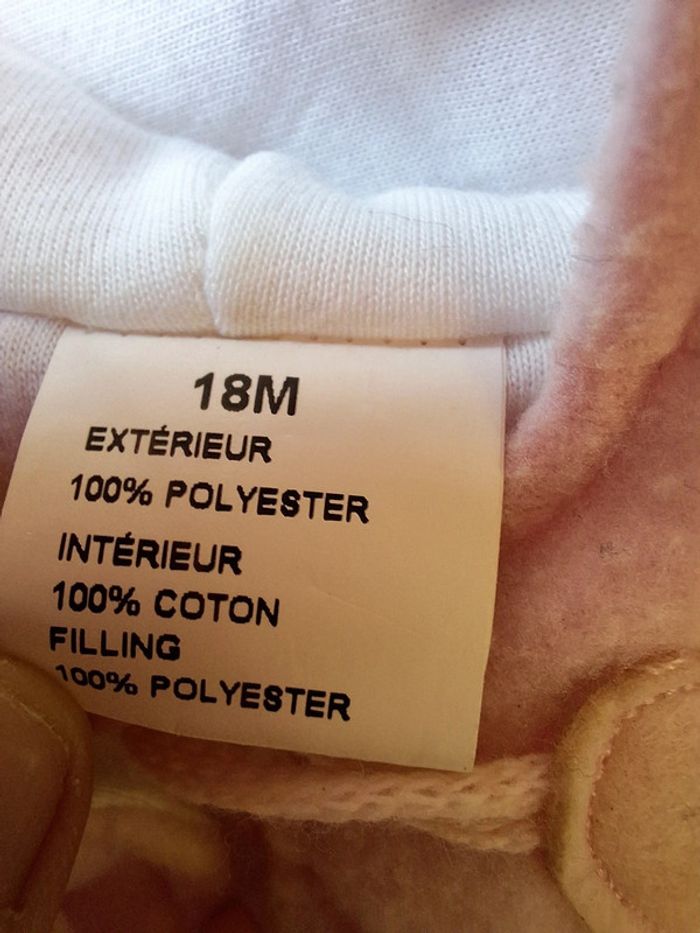 18M
EXTÉRIEUR
100% POLYESTER
INTÉRIEUR
100% COTON
FILLING
100% POLYESTER